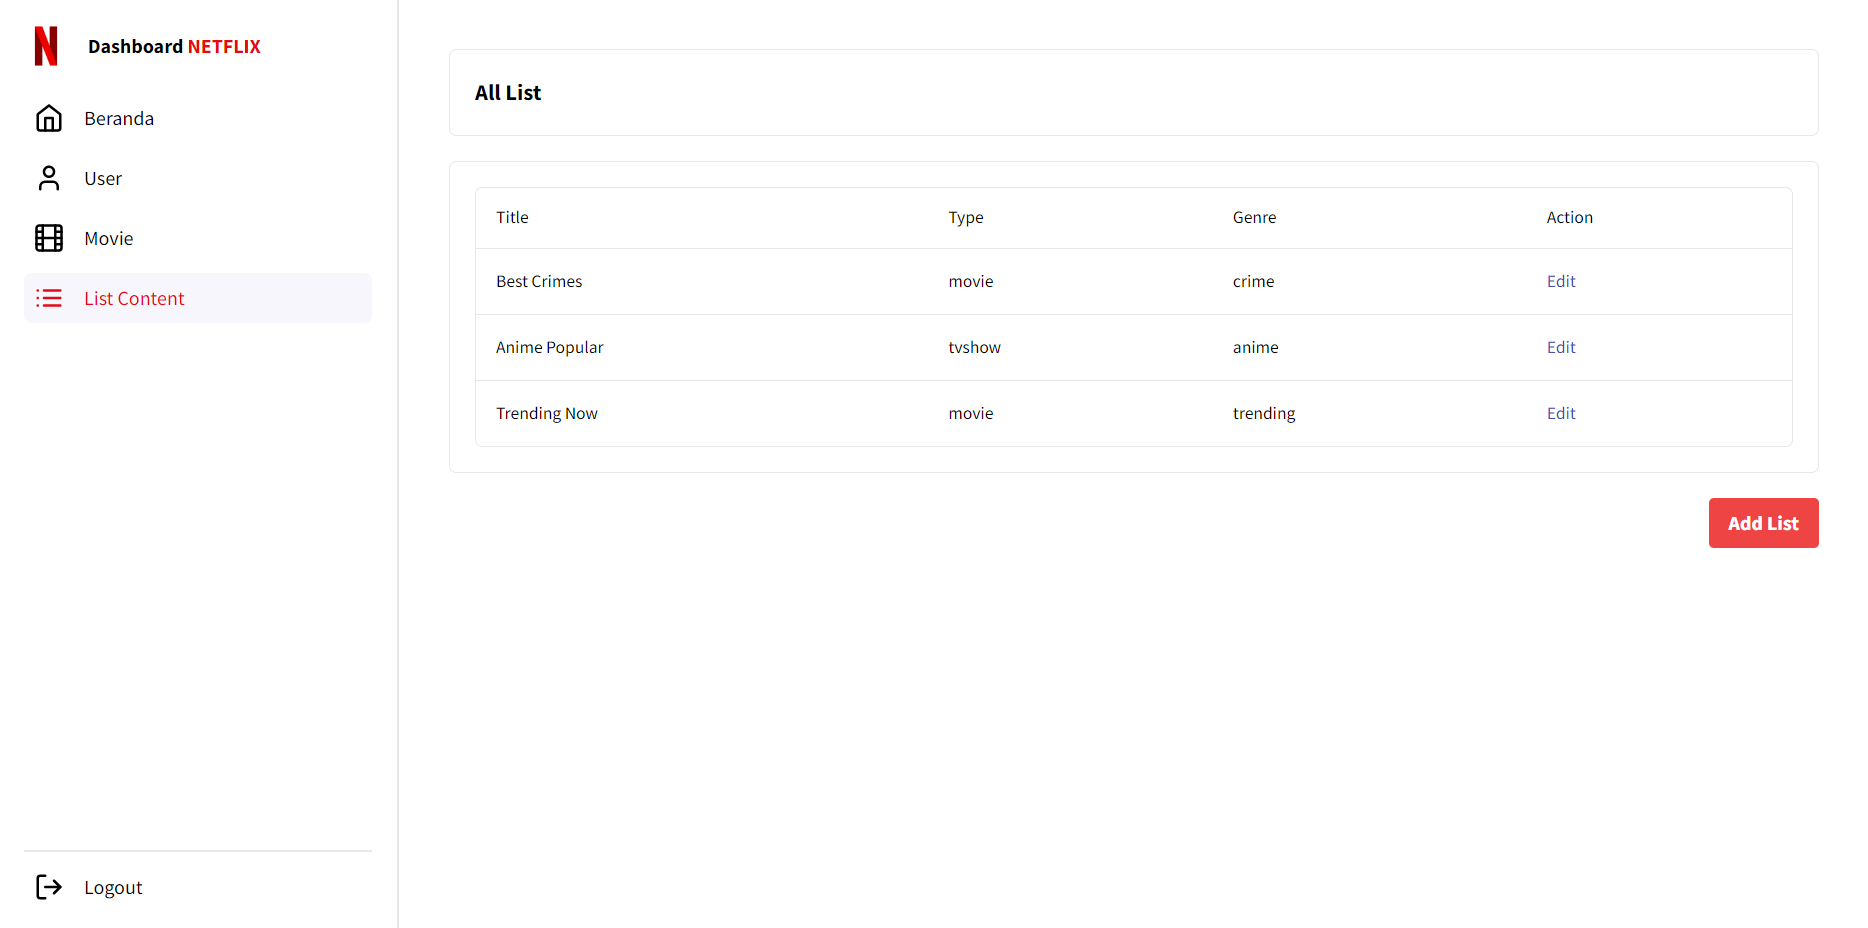 Dashboard NETFLIX
Beranda
User
Movie
List Content
Logout
All List
Title Type Genre Action
Best Crimes movie crime Edit
Anime Popular tvshow anime Edit
Trending Now movie trending Edit
Add List